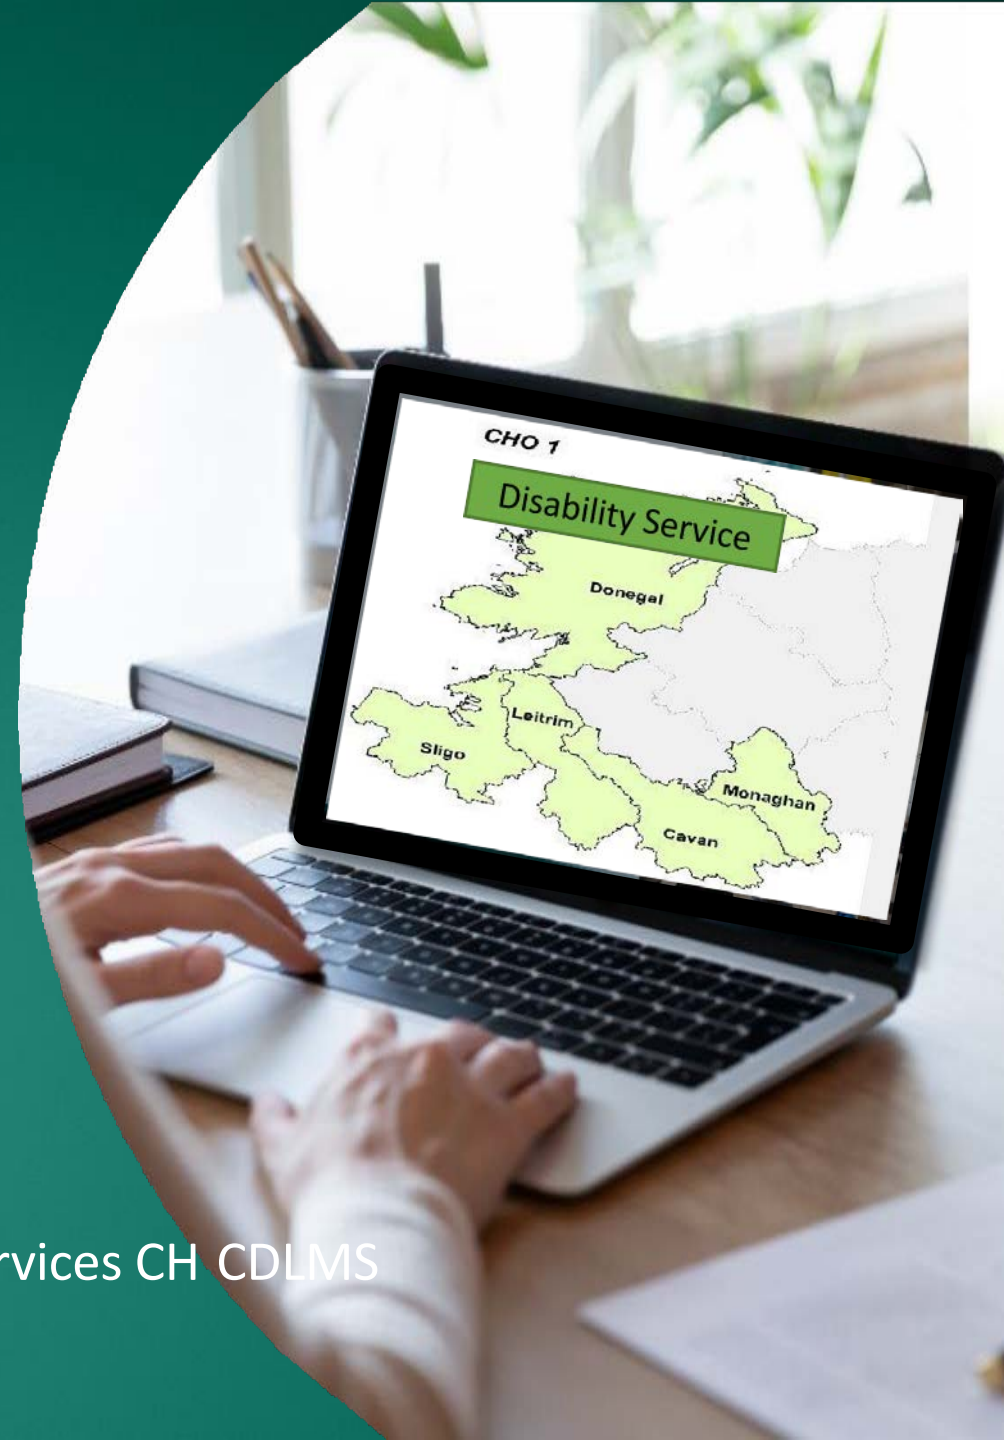 CHO 1
Disability Service
Donegal
Leitrim
Sligo
Monaghan
Cavan
rvices CH CDLMS